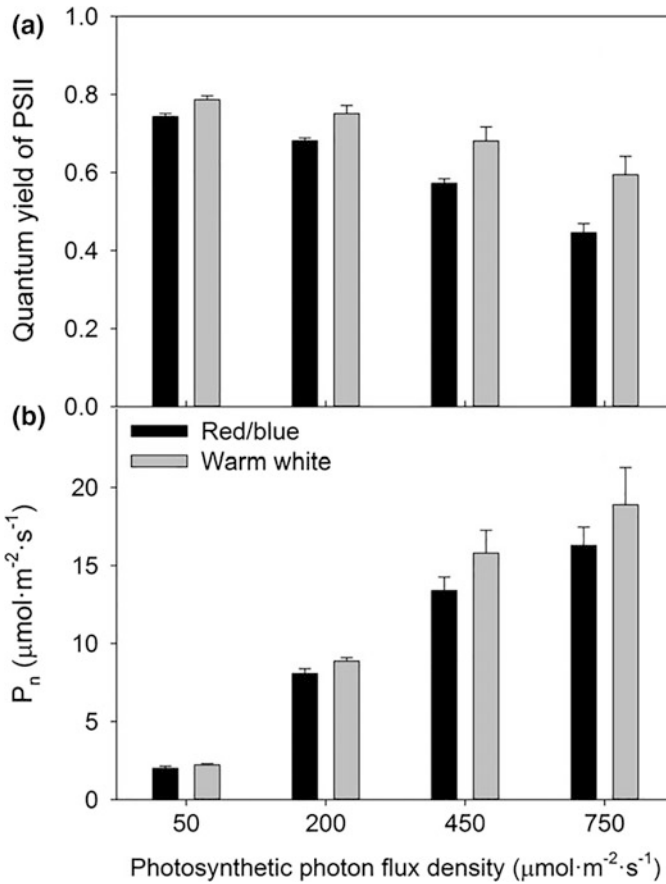 (a)
Quantum yield of PSII
1.0
0.8
0.6
0.4
0.2
0.0
(b)
Red/blue
Warm white
Pₙ (μmol·m⁻²·s⁻¹)
20
15
10
5
0
50 200 450 750
Photosynthetic photon flux density (μmol·m⁻²·s⁻¹)